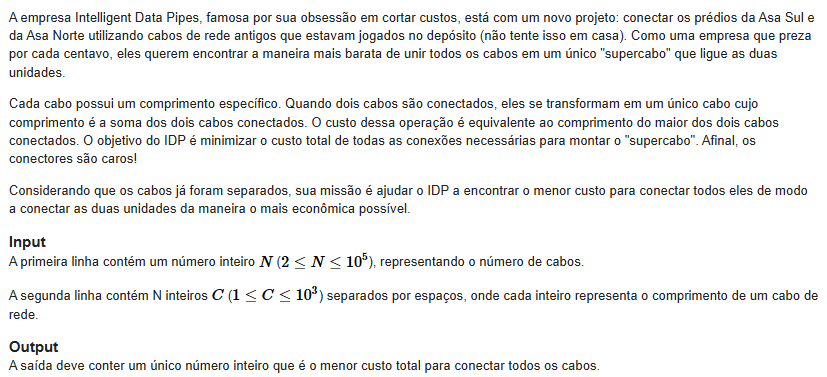 A empresa Intelligent Data Pipes, famosa por sua obsessão em cortar custos, está com um novo projeto: conectar os prédios da Asa Sul e
da Asa Norte utilizando cabos de rede antigos que estavam jogados no depósito (não tente isso em casa). Como uma empresa que preza
por cada centavo, eles querem encontrar a maneira mais barata de unir todos os cabos em um único "supercabo" que ligue as duas
unidades.
Cada cabo possui um comprimento específico. Quando dois cabos são conectados, eles se transformam em um único cabo cujo
comprimento é a soma dos dois cabos conectados. O custo dessa operação é equivalente ao comprimento do maior dos dois cabos
conectados. O objetivo do IDP é minimizar o custo total de todas as conexões necessárias para montar o "supercabo". Afinal, os
conectores são caros!
Considerando que os cabos já foram separados, sua missão é ajudar o IDP a encontrar o menor custo para conectar todos eles de modo
a conectar as duas unidades da maneira o mais econômica possível.
Input
A primeira linha contém um número inteiro N (2 ≤ N ≤ 10⁵), representando o número de cabos.
A segunda linha contém N inteiros C (1 ≤ C ≤ 10³) separados por espaços, onde cada inteiro representa o comprimento de um cabo de
rede.
Output
A saída deve conter um único número inteiro que é o menor custo total para conectar todos os cabos.